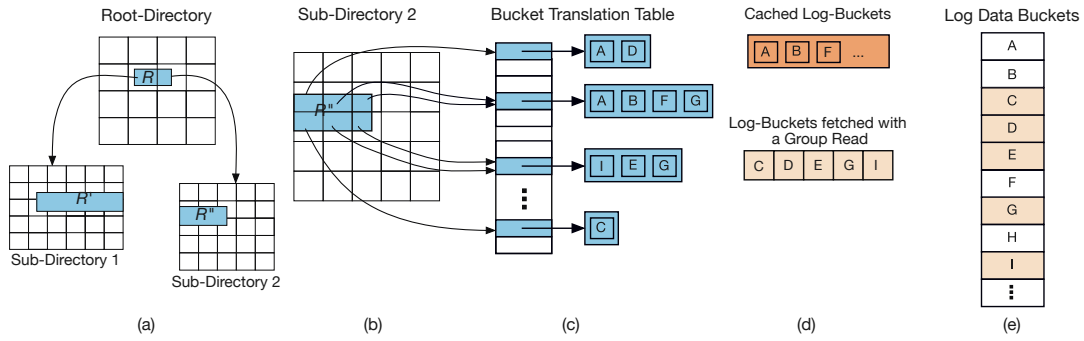 Root-Directory
R
R'
R"
Sub-Directory 1
Sub-Directory 2
(a)
Sub-Directory 2
R"
(b)
Bucket Translation Table
A D
A B F G
I E G
C
(c)
Cached Log-Buckets
A B F ...
Log-Buckets fetched with
a Group Read
C D E G I
(d)
Log Data Buckets
A
B
C
D
E
F
G
H
I
(e)